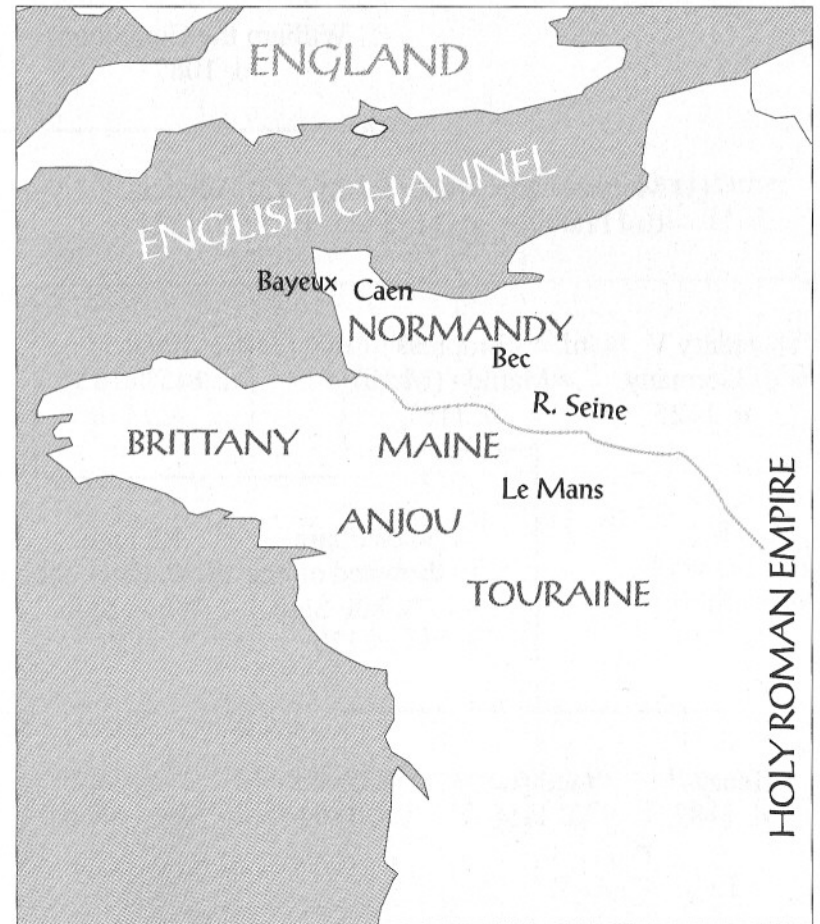 ENGLAND
ENGLISH CHANNEL
Bayeux
Caen
NORMANDY
Bec
R. Seine
BRITTANY
MAINE
Le Mans
ANJOU
TOURAINE
HOLY ROMAN EMPIRE